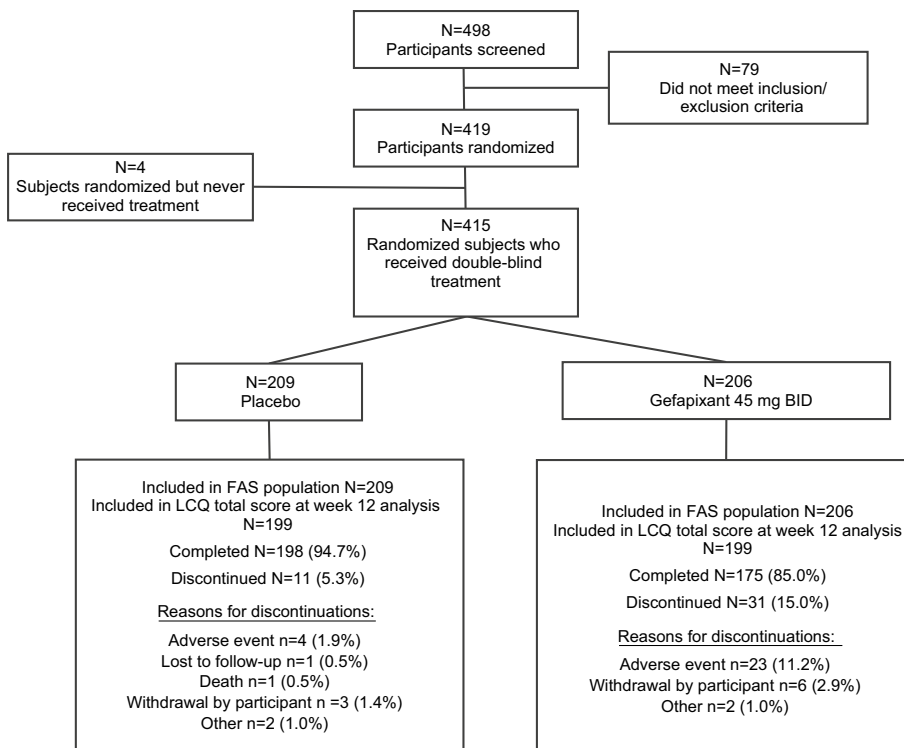 N=498
Participants screened
N=79
Did not meet inclusion/
exclusion criteria
N=419
Participants randomized
N=4
Subjects randomized but never
received treatment
N=415
Randomized subjects who
received double-blind
treatment
N=209
Placebo
N=206
Gefapixant 45 mg BID
Included in FAS population N=209
Included in LCQ total score at week 12 analysis
N=199
Completed N=198 (94.7%)
Discontinued N=11 (5.3%)
Reasons for discontinuations:
Adverse event n=4 (1.9%)
Lost to follow-up n=1 (0.5%)
Death n=1 (0.5%)
Withdrawal by participant n =3 (1.4%)
Other n=2 (1.0%)
Included in FAS population N=206
Included in LCQ total score at week 12 analysis
N=199
Completed N=175 (85.0%)
Discontinued N=31 (15.0%)
Reasons for discontinuations:
Adverse event n=23 (11.2%)
Withdrawal by participant n=6 (2.9%)
Other n=2 (1.0%)